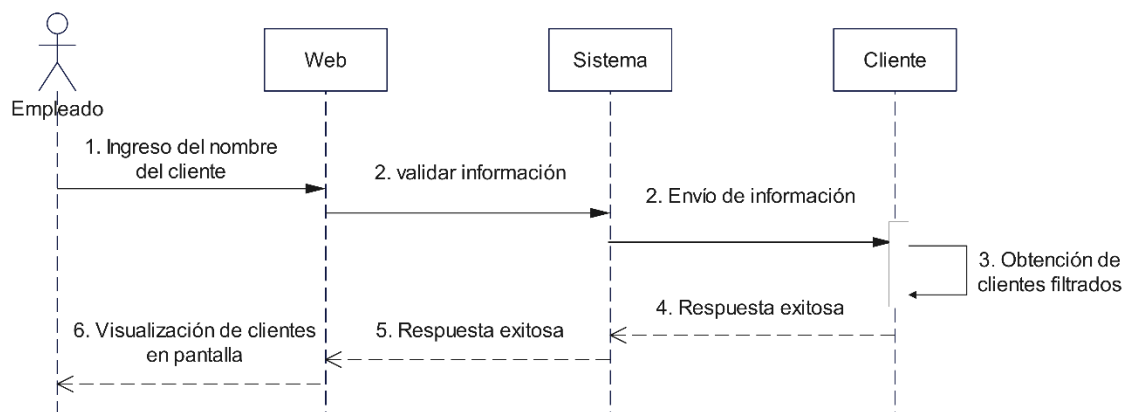 Web
Sistema
Cliente
Empleado
1. Ingreso del nombre
del cliente
2. validar información
2. Envío de información
3. Obtención de
clientes filtrados
4. Respuesta exitosa
5. Respuesta exitosa
6. Visualización de clientes
en pantalla